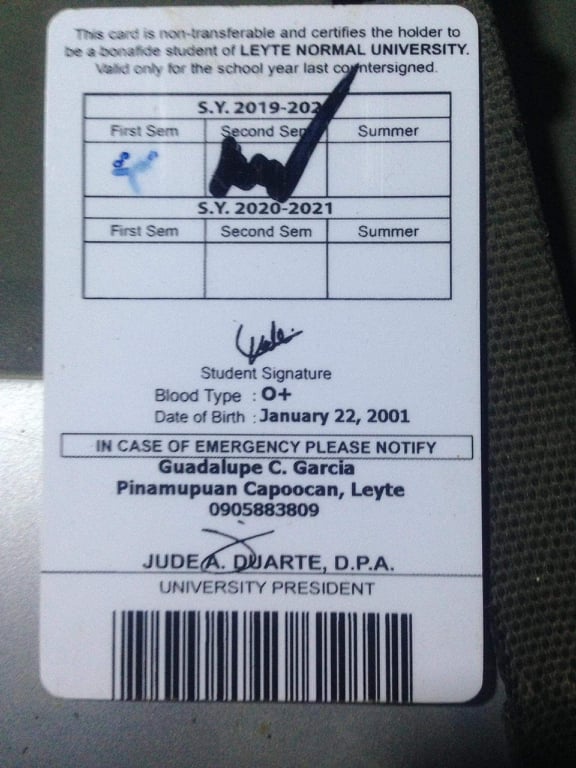 This card is non-transferable and certifies the holder to
be a bonafide student of LEYTE NORMAL UNIVERSITY.
Valid only for the school year last countersigned.
S.Y. 2019-202
First Sem Second Sem Summer
S.Y. 2020-2021
First Sem Second Sem Summer
Student Signature
Blood Type : O+
Date of Birth : January 22, 2001
IN CASE OF EMERGENCY PLEASE NOTIFY
Guadalupe C. Garcia
Pinamupuan Capoocan, Leyte
0905883809
JUDE A. DUARTE, D.P.A.
UNIVERSITY PRESIDENT